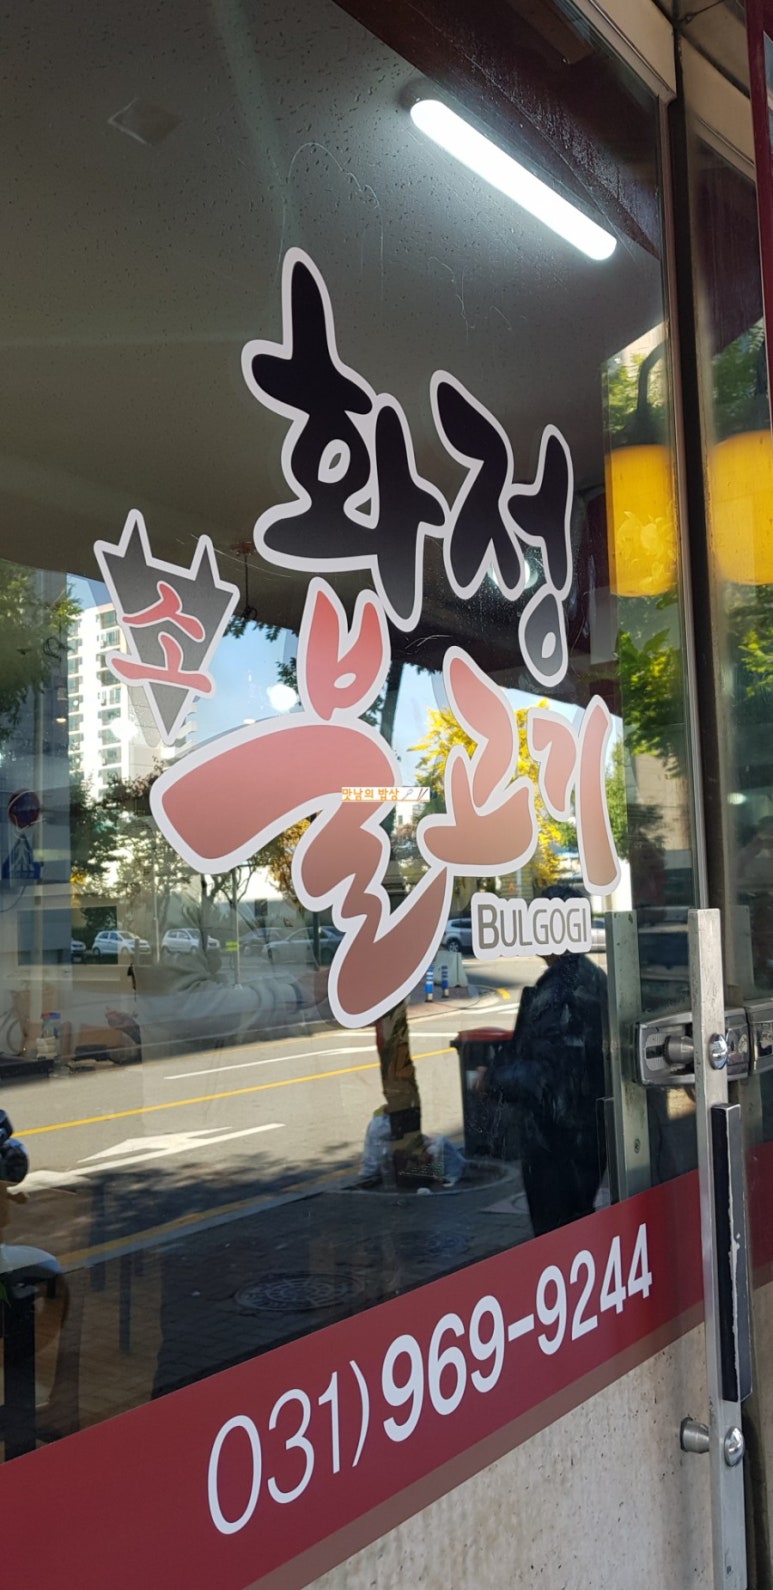 화정
소
불고기
맛남의 밥상
BULGOGI
031)969-9244